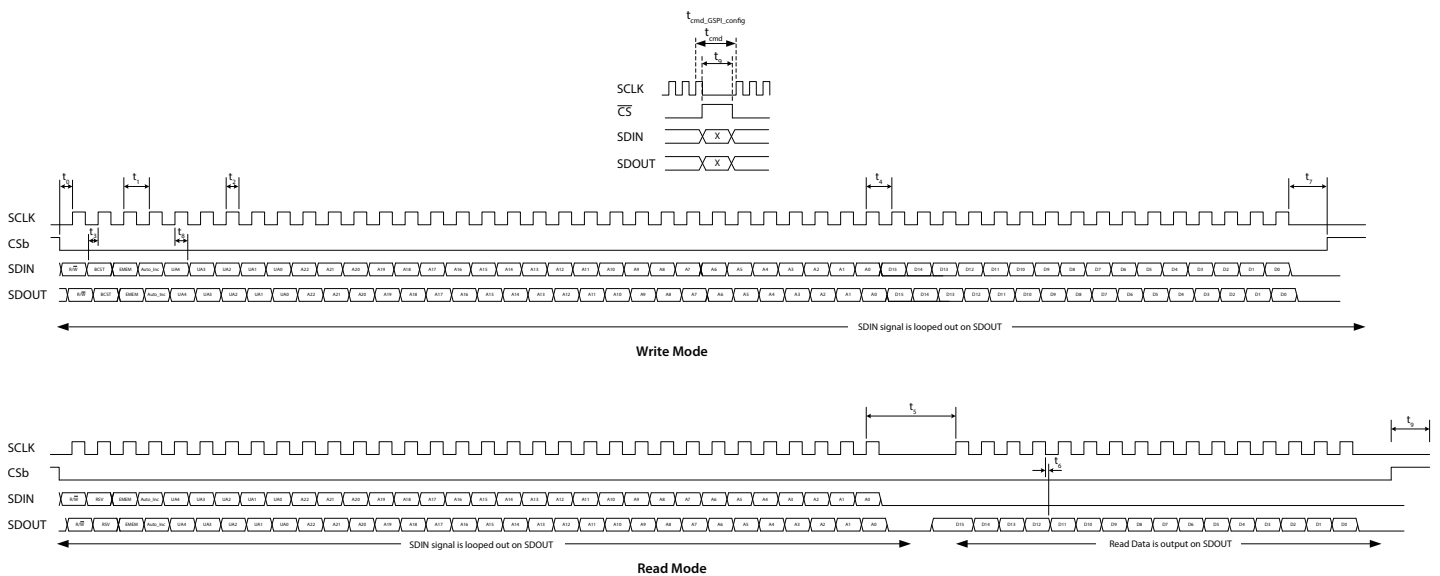 tcmd_GSPI_config
tcmd
t9
SCLK
CS
SDIN X
SDOUT X
t0 t1 t2 t4 t7
SCLK
t3 t8
CSb
SDIN R/W BCST EMEM Auto_Inc UA4 UA3 UA2 UA1 UA0 A22 A21 A20 A19 A18 A17 A16 A15 A14 A13 A12 A11 A10 A9 A8 A7 A6 A5 A4 A3 A2 A1 A0 D15 D14 D13 D12 D11 D10 D9 D8 D7 D6 D5 D4 D3 D2 D1 D0
SDOUT R/W BCST EMEM Auto_Inc UA4 UA3 UA2 UA1 UA0 A22 A21 A20 A19 A18 A17 A16 A15 A14 A13 A12 A11 A10 A9 A8 A7 A6 A5 A4 A3 A2 A1 A0 D15 D14 D13 D12 D11 D10 D9 D8 D7 D6 D5 D4 D3 D2 D1 D0
SDIN signal is looped out on SDOUT
Write Mode
t5
SCLK t9
CSb t6
SDIN R/W RSV EMEM Auto_Inc UA4 UA3 UA2 UA1 UA0 A22 A21 A20 A19 A18 A17 A16 A15 A14 A13 A12 A11 A10 A9 A8 A7 A6 A5 A4 A3 A2 A1 A0
SDOUT R/W RSV EMEM Auto_Inc UA4 UA3 UA2 UA1 UA0 A22 A21 A20 A19 A18 A17 A16 A15 A14 A13 A12 A11 A10 A9 A8 A7 A6 A5 A4 A3 A2 A1 A0 D15 D14 D13 D12 D11 D10 D9 D8 D7 D6 D5 D4 D3 D2 D1 D0
SDIN signal is looped out on SDOUT Read Data is output on SDOUT
Read Mode